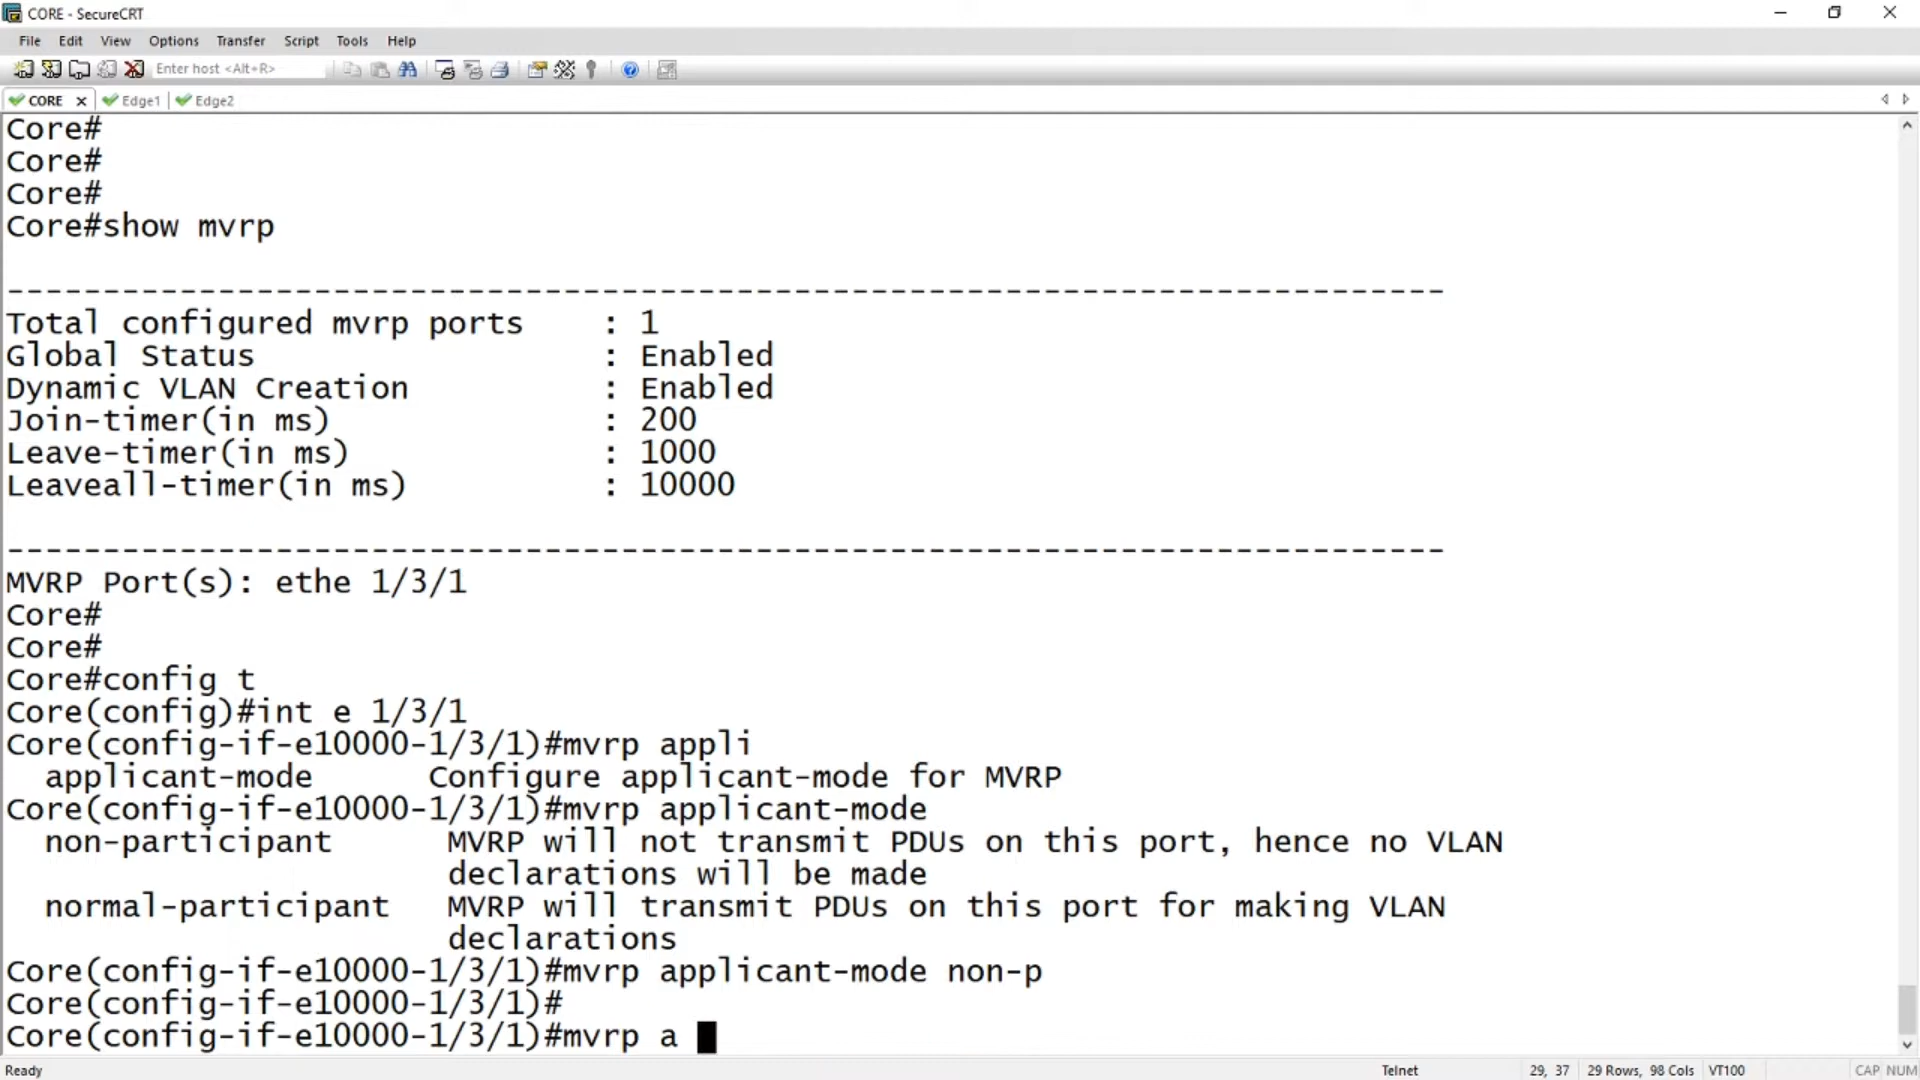 CORE - SecureCRT
File Edit View Options Transfer Script Tools Help
Enter host <Alt+R>
CORE Edge1 Edge2
Core#
Core#
Core#
Core#show mvrp
---------------------------------------------------------------------------
Total configured mvrp ports : 1
Global Status : Enabled
Dynamic VLAN Creation : Enabled
Join-timer(in ms) : 200
Leave-timer(in ms) : 1000
Leaveall-timer(in ms) : 10000
---------------------------------------------------------------------------
MVRP Port(s): ethe 1/3/1
Core#
Core#
Core#config t
Core(config)#int e 1/3/1
Core(config-if-e10000-1/3/1)#mvrp appli
applicant-mode Configure applicant-mode for MVRP
Core(config-if-e10000-1/3/1)#mvrp applicant-mode
non-participant MVRP will not transmit PDUs on this port, hence no VLAN
declarations will be made
normal-participant MVRP will transmit PDUs on this port for making VLAN
declarations
Core(config-if-e10000-1/3/1)#mvrp applicant-mode non-p
Core(config-if-e10000-1/3/1)#
Core(config-if-e10000-1/3/1)#mvrp a
Ready Telnet 29, 37 29 Rows, 98 Cols VT100 CAP NUM